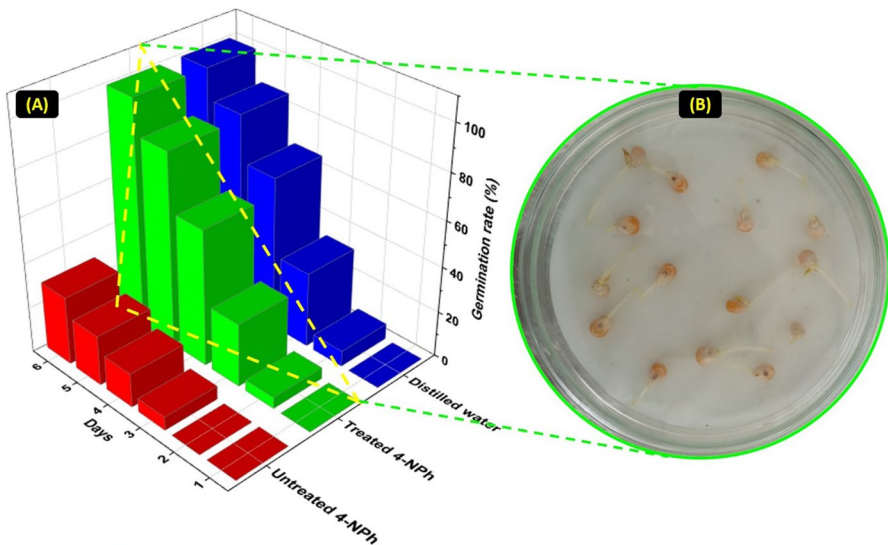 (A)
(B)
100
80
60
40
20
0
Germination rate (%)
6
5
4
3
2
1
Days
Distilled water
Treated 4-NPh
Untreated 4-NPh